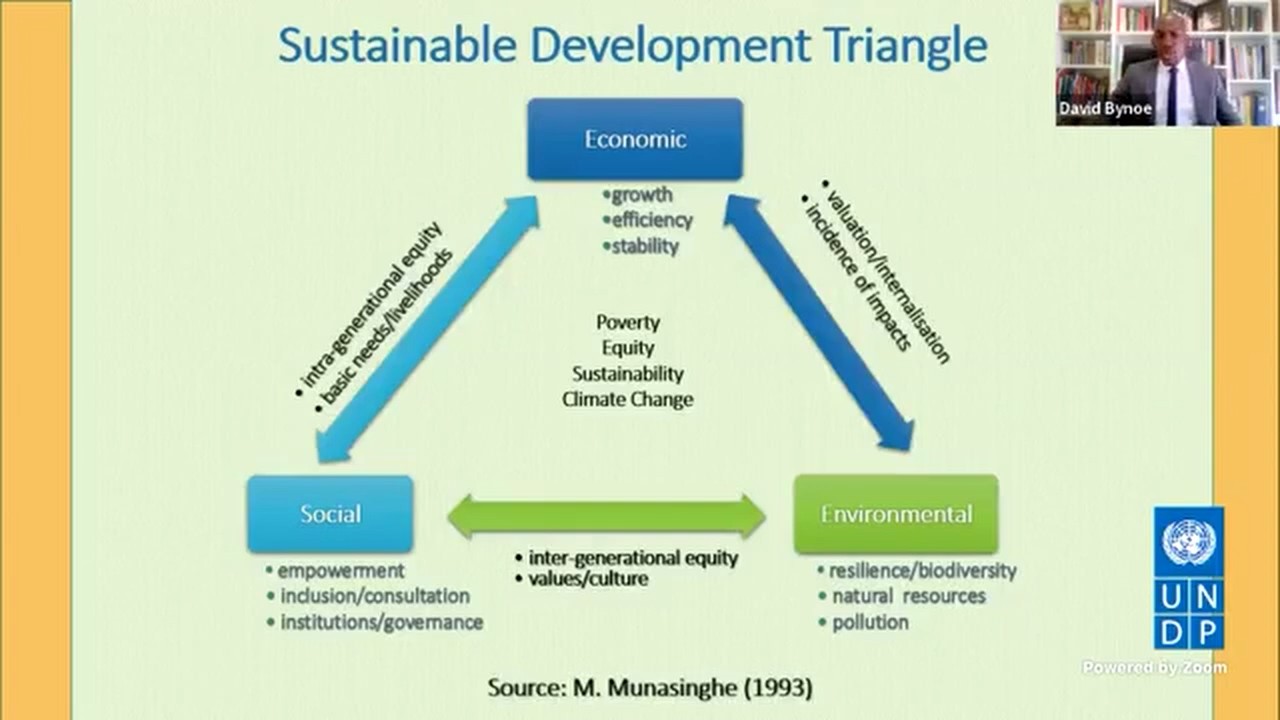 Sustainable Development Triangle
David Bynoe
Economic
•growth
•efficiency
•stability
• intra-generational equity
• basic needs/livelihoods
• valuation/internalisation
• incidence of impacts
Poverty
Equity
Sustainability
Climate Change
Social
• empowerment
• inclusion/consultation
• institutions/governance
• inter-generational equity
• values/culture
Environmental
• resilience/biodiversity
• natural resources
• pollution
U N
D P
Powered by Zoom
Source: M. Munasinghe (1993)